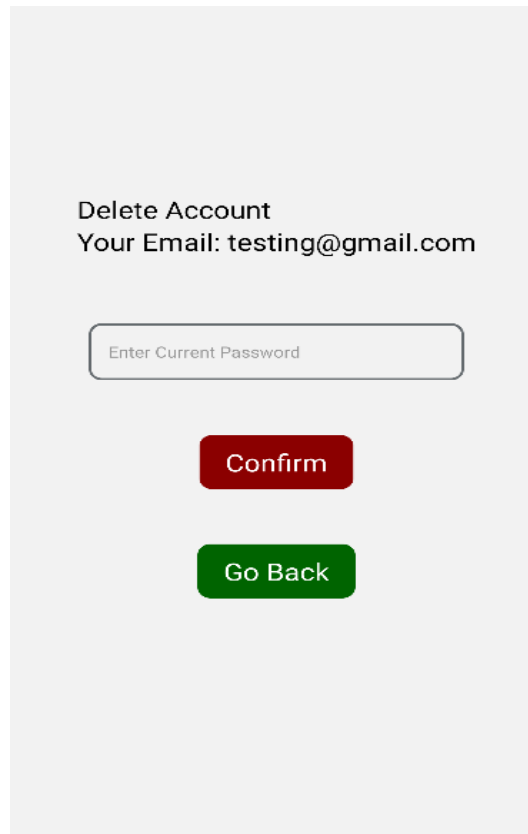 Delete Account
Your Email: testing@gmail.com
Enter Current Password
Confirm
Go Back